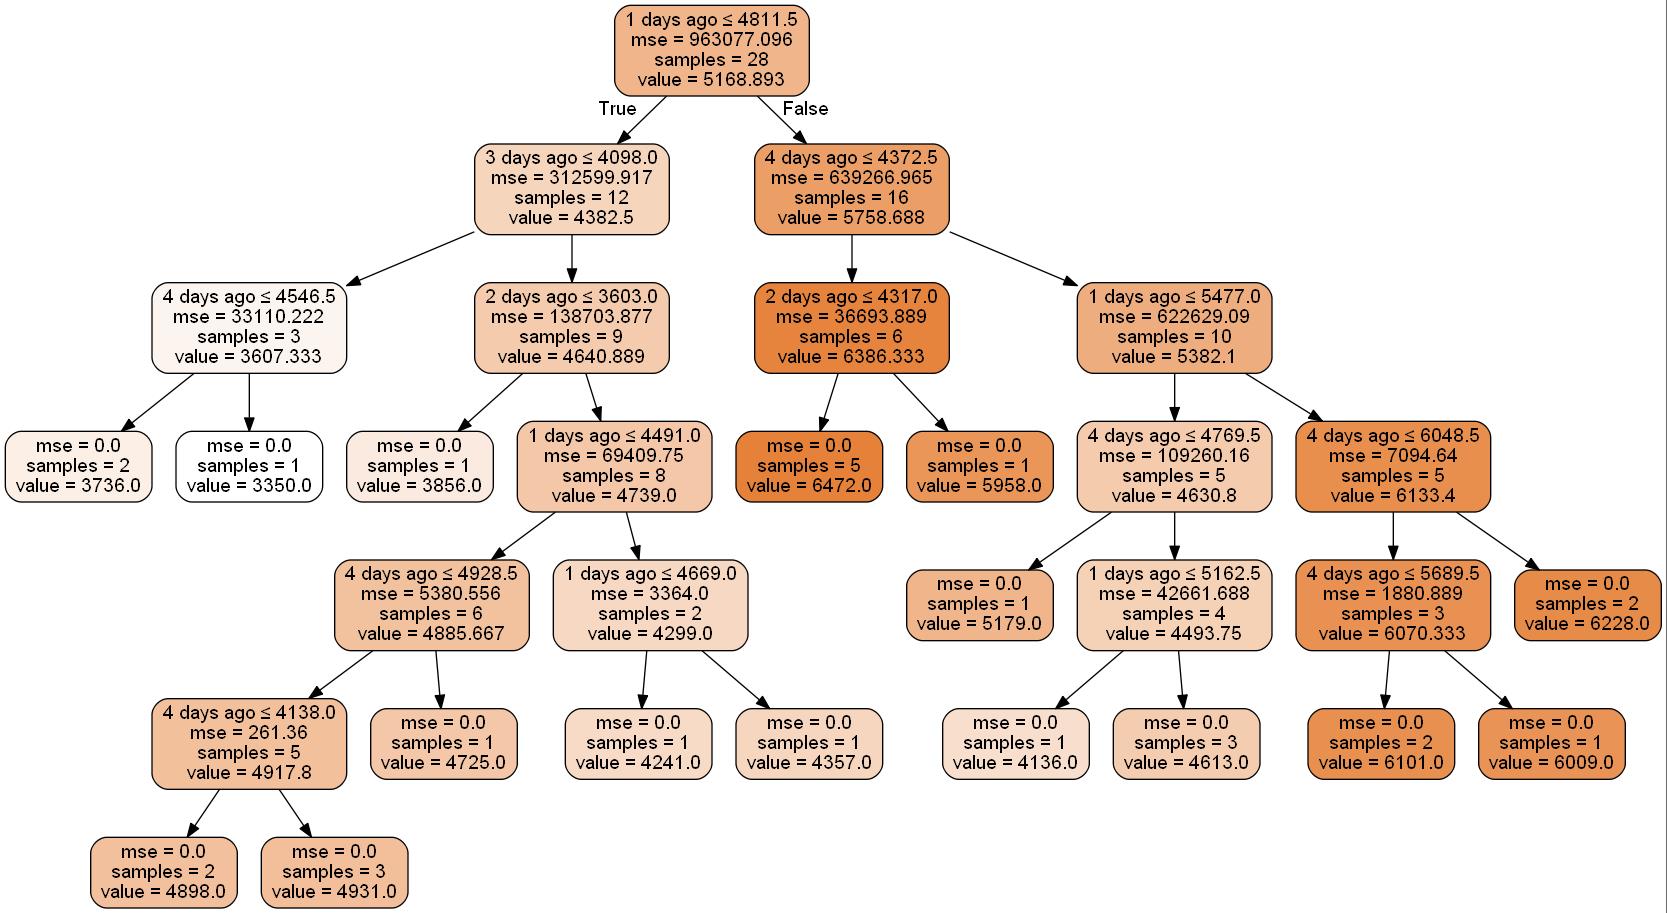 1 days ago ≤ 4811.5
mse = 963077.096
samples = 28
value = 5168.893
True
False
3 days ago ≤ 4098.0
mse = 312599.917
samples = 12
value = 4382.5
4 days ago ≤ 4372.5
mse = 639266.965
samples = 16
value = 5758.688
4 days ago ≤ 4546.5
mse = 33110.222
samples = 3
value = 3607.333
2 days ago ≤ 3603.0
mse = 138703.877
samples = 9
value = 4640.889
2 days ago ≤ 4317.0
mse = 36693.889
samples = 6
value = 6386.333
1 days ago ≤ 5477.0
mse = 622629.09
samples = 10
value = 5382.1
mse = 0.0
samples = 2
value = 3736.0
mse = 0.0
samples = 1
value = 3350.0
mse = 0.0
samples = 1
value = 3856.0
1 days ago ≤ 4491.0
mse = 69409.75
samples = 8
value = 4739.0
mse = 0.0
samples = 5
value = 6472.0
mse = 0.0
samples = 1
value = 5958.0
4 days ago ≤ 4769.5
mse = 109260.16
samples = 5
value = 4630.8
4 days ago ≤ 6048.5
mse = 7094.64
samples = 5
value = 6133.4
4 days ago ≤ 4928.5
mse = 5380.556
samples = 6
value = 4885.667
1 days ago ≤ 4669.0
mse = 3364.0
samples = 2
value = 4299.0
mse = 0.0
samples = 1
value = 5179.0
1 days ago ≤ 5162.5
mse = 42661.688
samples = 4
value = 4493.75
4 days ago ≤ 5689.5
mse = 1880.889
samples = 3
value = 6070.333
mse = 0.0
samples = 2
value = 6228.0
4 days ago ≤ 4138.0
mse = 261.36
samples = 5
value = 4917.8
mse = 0.0
samples = 1
value = 4725.0
mse = 0.0
samples = 1
value = 4241.0
mse = 0.0
samples = 1
value = 4357.0
mse = 0.0
samples = 1
value = 4136.0
mse = 0.0
samples = 3
value = 4613.0
mse = 0.0
samples = 2
value = 6101.0
mse = 0.0
samples = 1
value = 6009.0
mse = 0.0
samples = 2
value = 4898.0
mse = 0.0
samples = 3
value = 4931.0